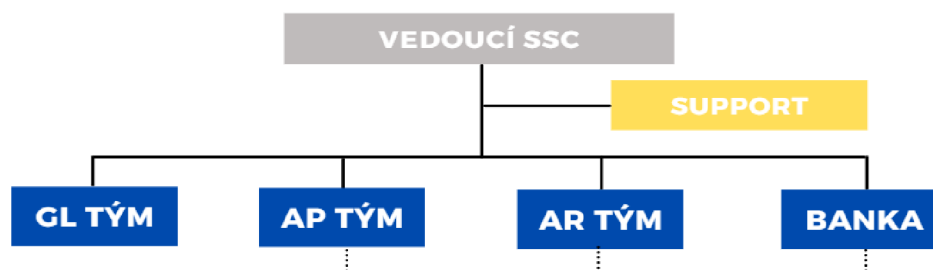 VEDOUCÍ SSC
SUPPORT
GL TÝM
AP TÝM
AR TÝM
BANKA